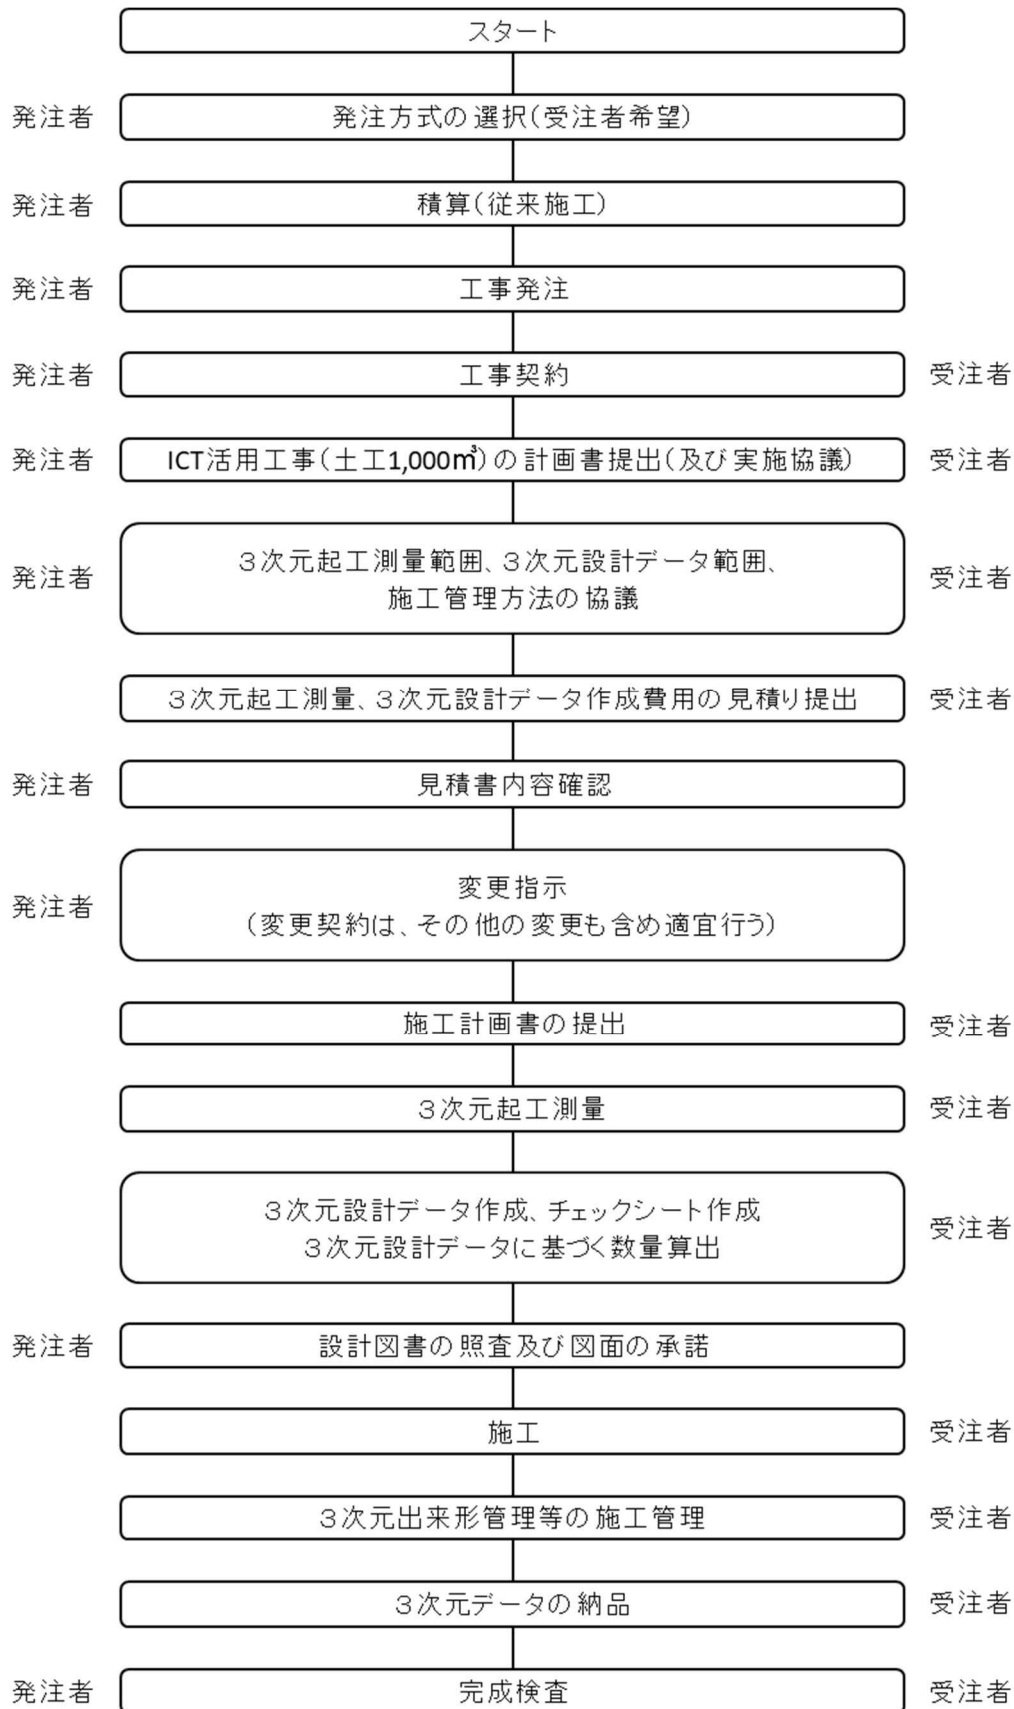 スタート
発注者 発注方式の選択(受注者希望)
発注者 積算(従来施工)
発注者 工事発注
発注者 工事契約 受注者
発注者 ICT活用工事(土工1,000㎥)の計画書提出(及び実施協議) 受注者
３次元起工測量範囲、３次元設計データ範囲、
発注者 施工管理方法の協議 受注者
３次元起工測量、３次元設計データ作成費用の見積り提出 受注者
発注者 見積書内容確認
変更指示
発注者 (変更契約は、その他の変更も含め適宜行う)
施工計画書の提出 受注者
３次元起工測量 受注者
３次元設計データ作成、チェックシート作成
３次元設計データに基づく数量算出 受注者
発注者 設計図書の照査及び図面の承諾
施工 受注者
３次元出来形管理等の施工管理 受注者
３次元データの納品 受注者
発注者 完成検査 受注者